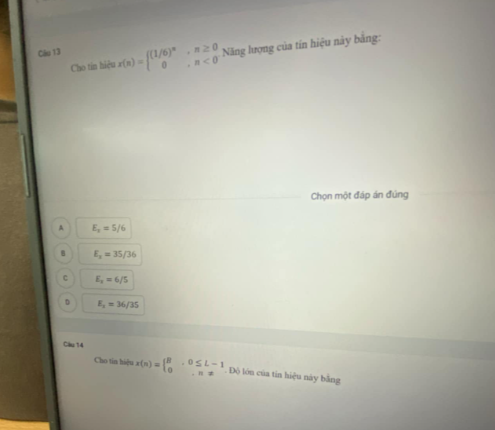 Câu 13
Cho tín hiệu x(n) = { (1/6)ⁿ , n ≥ 0 ; 0 , n < 0 Năng lượng của tín hiệu này bằng:
Chọn một đáp án đúng
A Eₓ = 5/6
B Eₓ = 35/36
C Eₓ = 6/5
D Eₓ = 36/35
Câu 14
Cho tín hiệu x(n) = { B , 0 ≤ L − 1 ; 0 , n ≠ . Độ lớn của tín hiệu này bằng